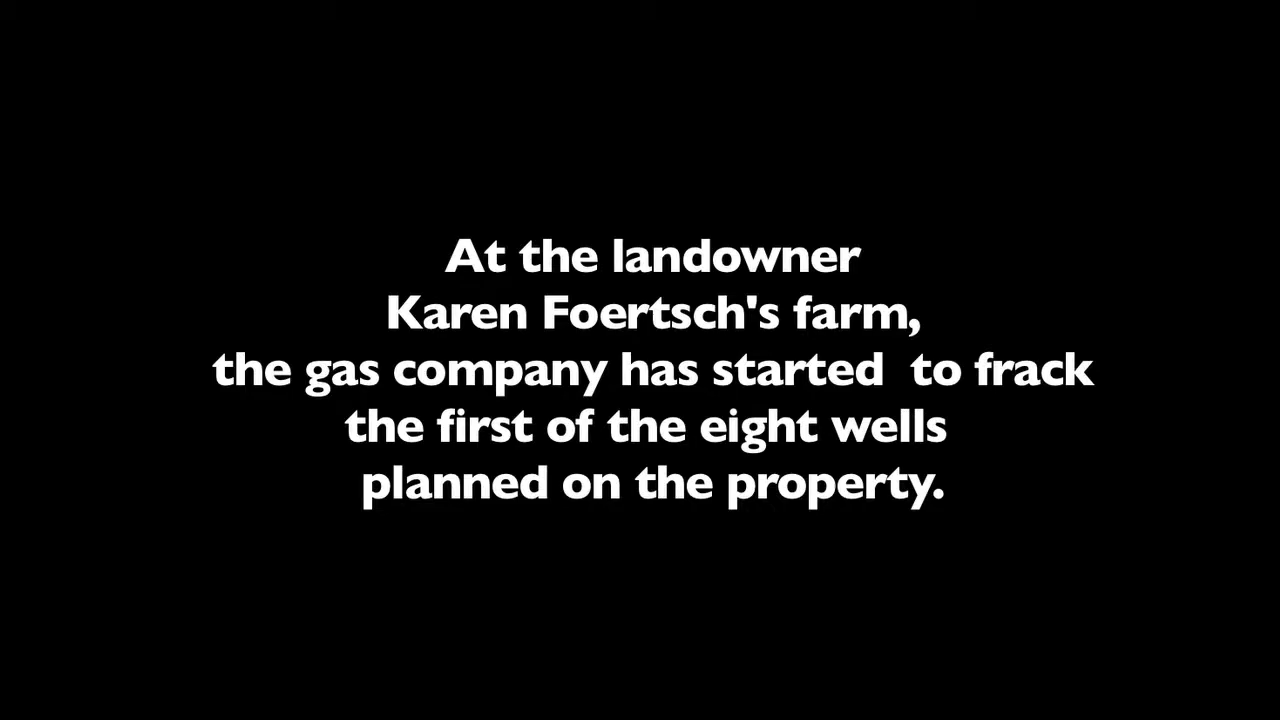 At the landowner
Karen Foertsch's farm,
the gas company has started  to frack
the first of the eight wells
planned on the property.